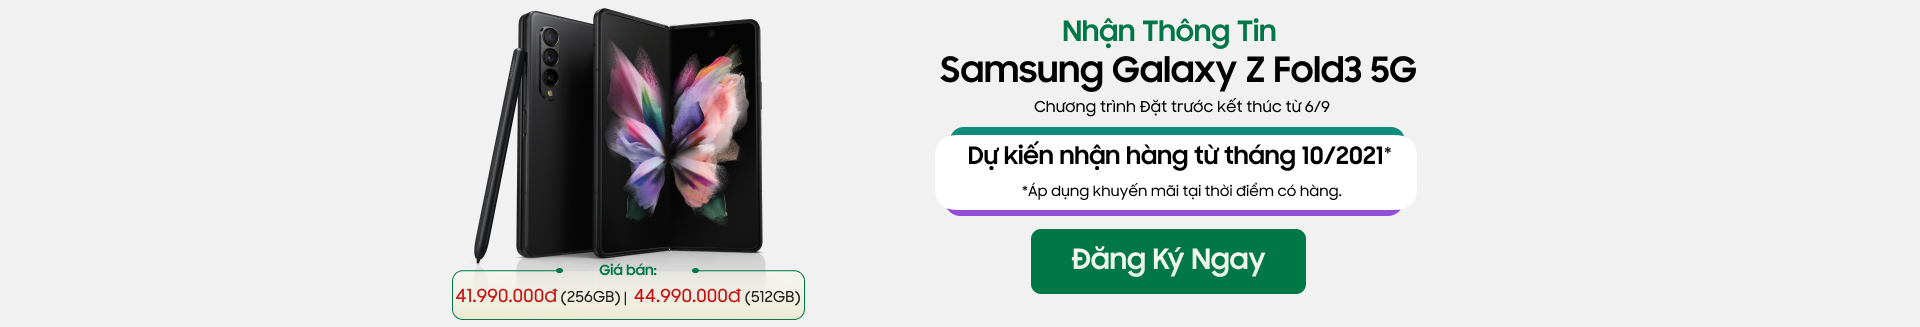 Giá bán:
41.990.000đ (256GB) | 44.990.000đ (512GB)
Nhận Thông Tin
Samsung Galaxy Z Fold3 5G
Chương trình Đặt trước kết thúc từ 6/9
Dự kiến nhận hàng từ tháng 10/2021*
*Áp dụng khuyến mãi tại thời điểm có hàng.
Đăng Ký Ngay